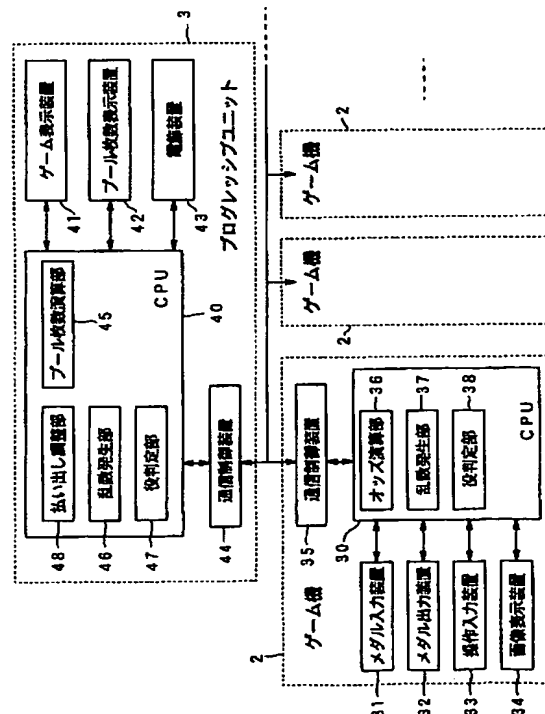 3
ゲーム表示装置
41
プール枚数表示装置
42
電飾装置
43
プログレッシブユニット
プール枚数演算部
45
CPU
40
払い出し調整部
48
乱数発生部
46
役判定部
47
通信制御装置
44
2
ゲーム機
2
ゲーム機
2
ゲーム機
通信制御装置
35
30
オッズ演算部
36
乱数発生部
37
役判定部
38
CPU
メダル入力装置
31
メダル出力装置
32
操作入力装置
33
画像表示装置
34